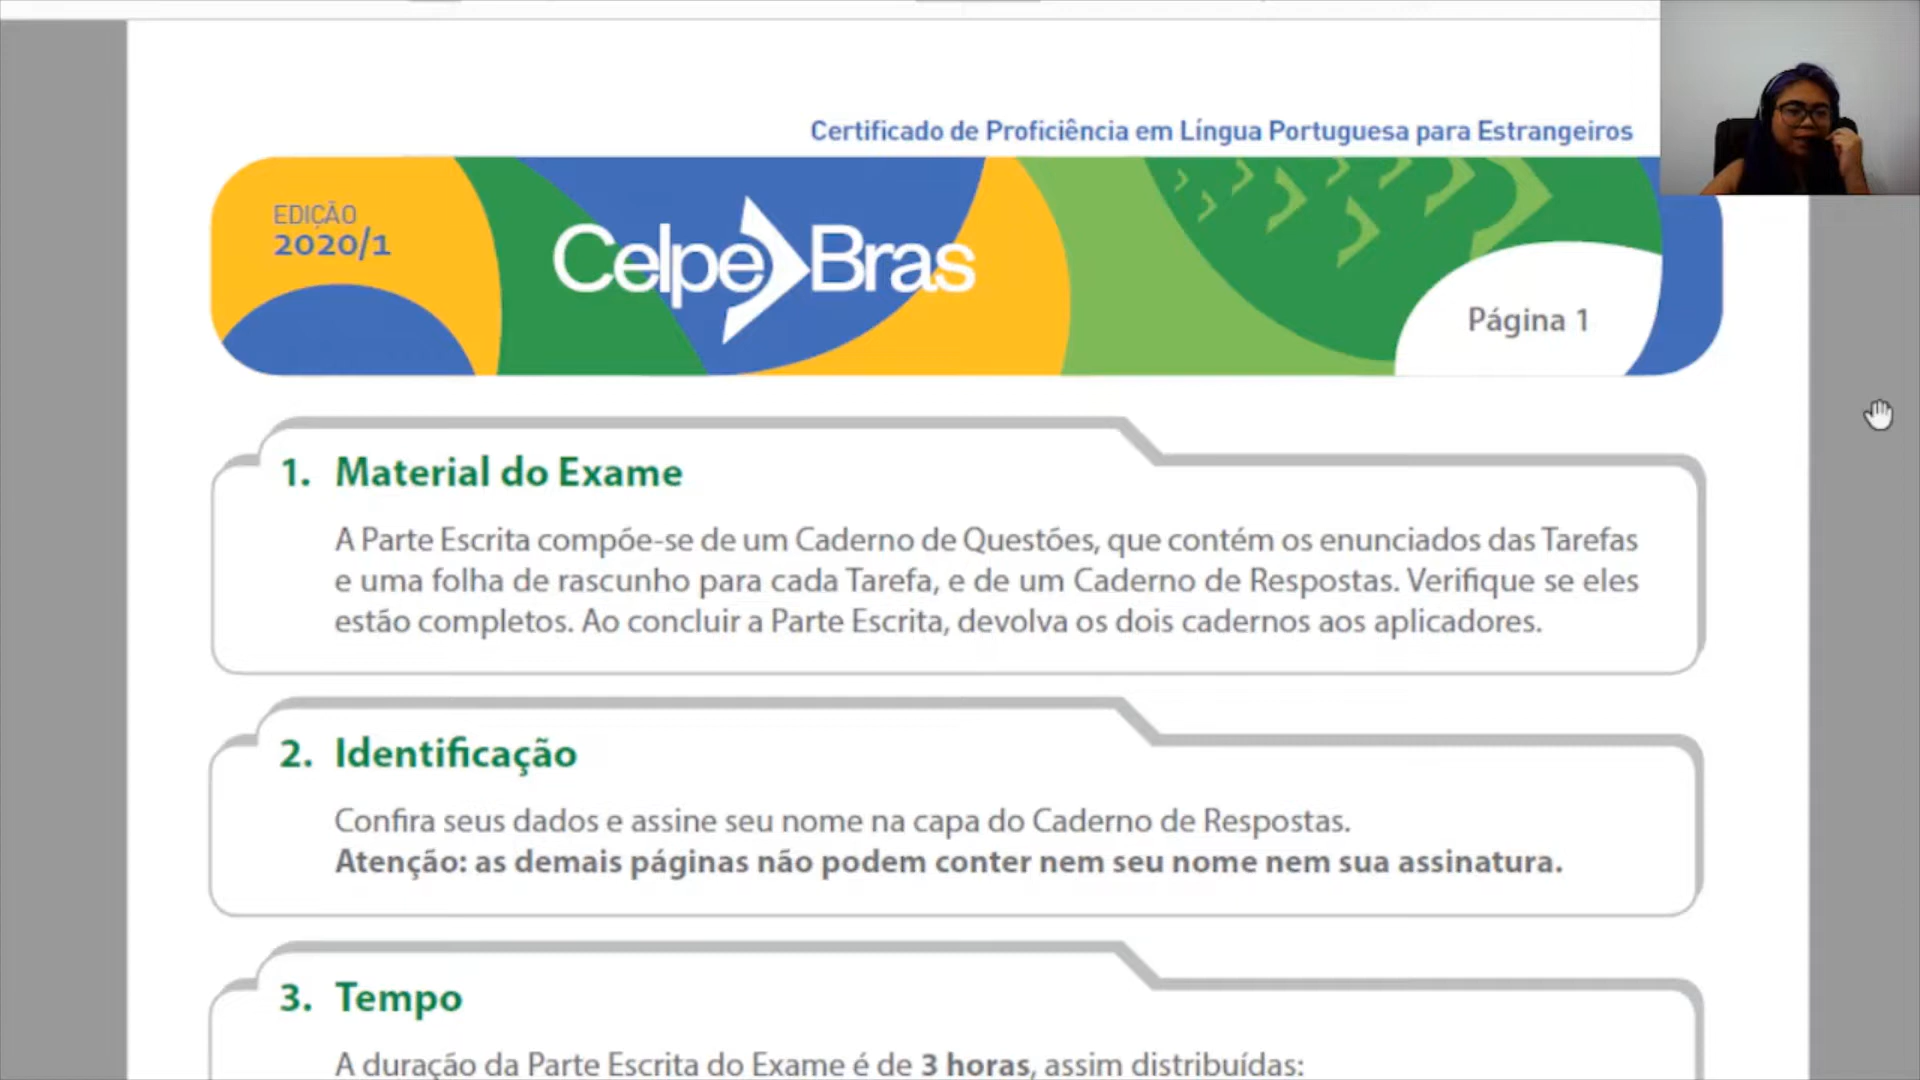 Certificado de Proficiência em Língua Portuguesa para Estrangeiros
EDIÇÃO
2020/1
Celpe Bras
Página 1
1. Material do Exame
A Parte Escrita compõe-se de um Caderno de Questões, que contém os enunciados das Tarefas
e uma folha de rascunho para cada Tarefa, e de um Caderno de Respostas. Verifique se eles
estão completos. Ao concluir a Parte Escrita, devolva os dois cadernos aos aplicadores.
2. Identificação
Confira seus dados e assine seu nome na capa do Caderno de Respostas.
Atenção: as demais páginas não podem conter nem seu nome nem sua assinatura.
3. Tempo
A duração da Parte Escrita do Exame é de 3 horas, assim distribuídas: